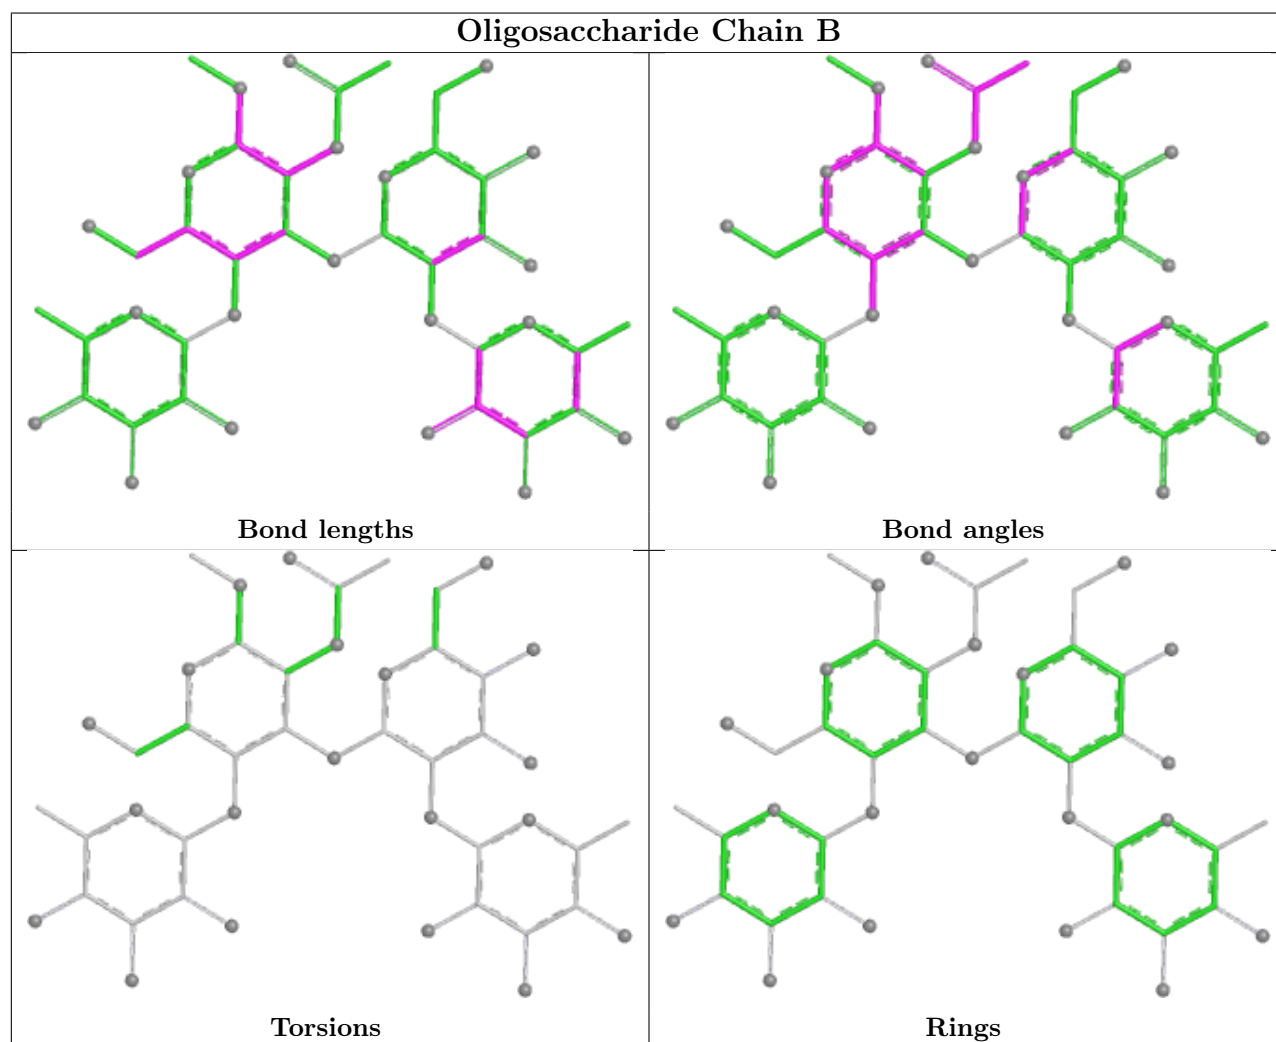 Oligosaccharide Chain B
Bond lengths
Bond angles
Torsions
Rings